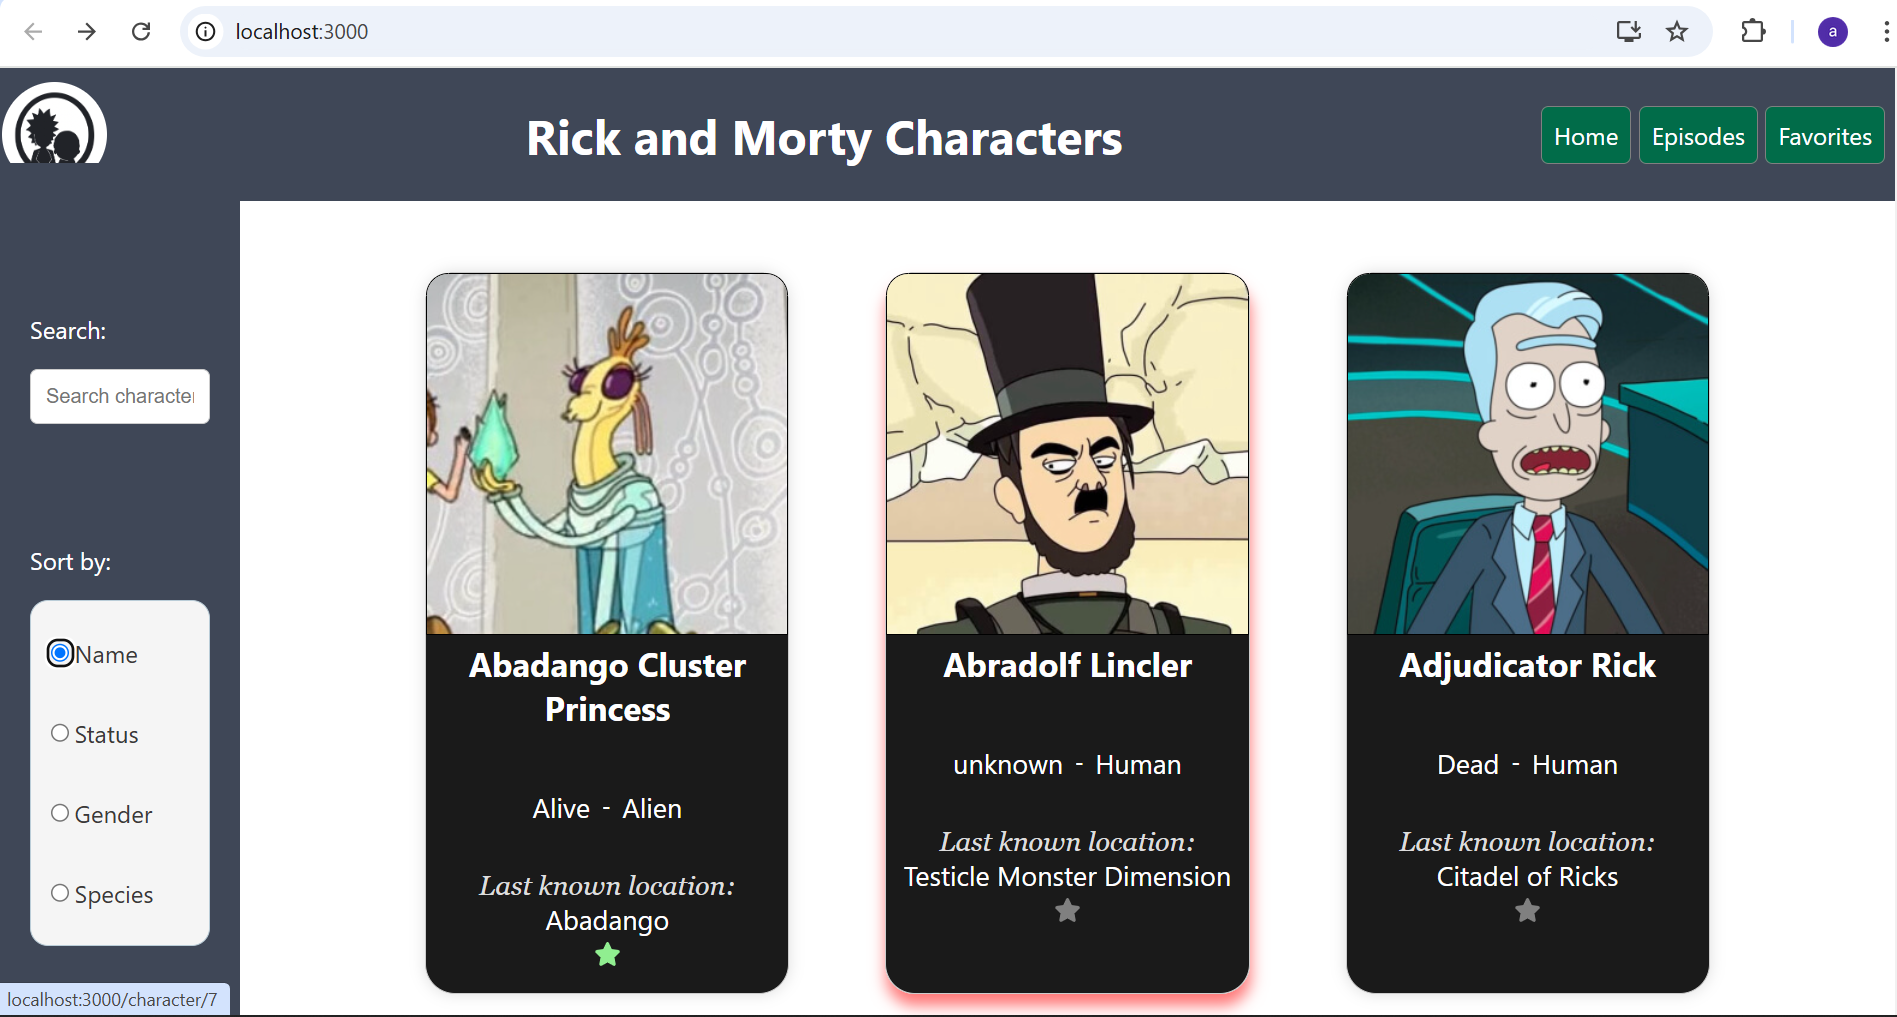 localhost:3000
a
Rick and Morty Characters
Home
Episodes
Favorites
Search:
Search character
Sort by:
Name
Status
Gender
Species
Abadango Cluster
Princess
Alive - Alien
Last known location:
Abadango
Abradolf Lincler
unknown - Human
Last known location:
Testicle Monster Dimension
Adjudicator Rick
Dead - Human
Last known location:
Citadel of Ricks
localhost:3000/character/7